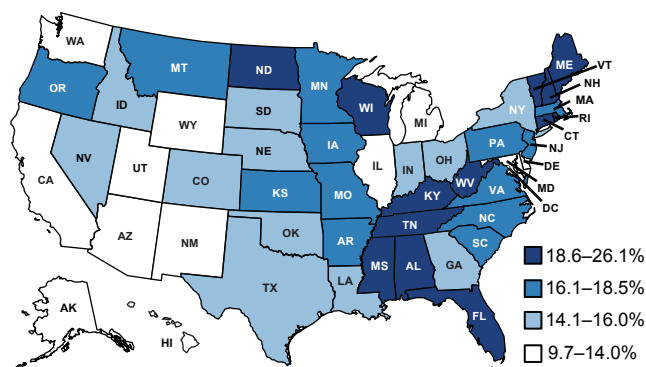 WA
MT
ND
MN
WI
ME
VT
NH
MA
RI
CT
NJ
DE
MD
DC
OR
ID
WY
SD
MI
NY
PA
IA
NE
NV
UT
CO
KS
MO
IL
IN
OH
WV
VA
KY
NC
TN
SC
CA
AZ
NM
OK
AR
MS
AL
GA
TX
LA
FL
AK
HI
18.6–26.1%
16.1–18.5%
14.1–16.0%
9.7–14.0%